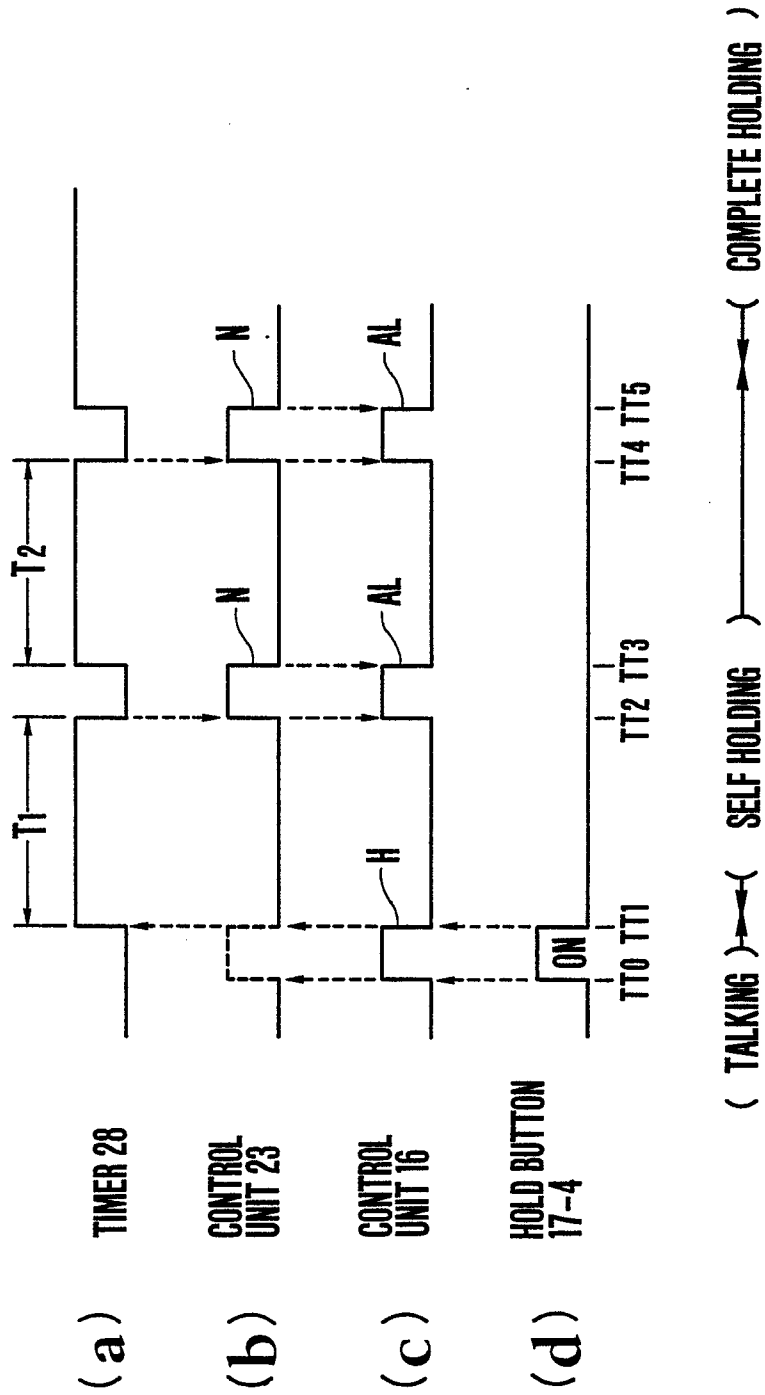 T1
T2
(a)
TIMER 28
(b)
CONTROL
UNIT 23
N
N
(c)
CONTROL
UNIT 16
H
AL
AL
(d)
HOLD BUTTON
17-4
ON
TT0 TT1 TT2 TT3 TT4 TT5
( TALKING ) ( SELF HOLDING ) ( COMPLETE HOLDING )